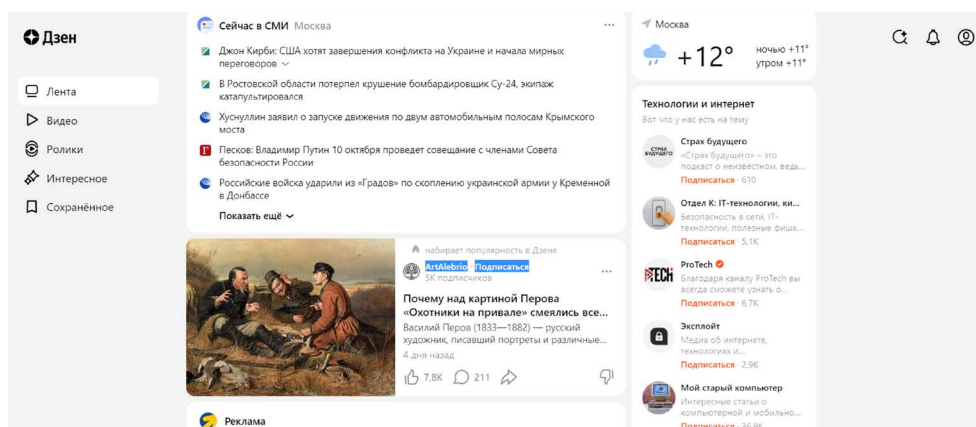 Дзен
Лента
Видео
Ролики
Интересное
Сохранённое
Сейчас в СМИ Москва
Джон Кирби: США хотят завершения конфликта на Украине и начала мирных
переговоров
В Ростовской области потерпел крушение бомбардировщик Су-24, экипаж
катапультировался
Хуснуллин заявил о запуске движения по двум автомобильным полосам Крымского
моста
Песков: Владимир Путин 10 октября проведет совещание с членами Совета
безопасности России
Российские войска ударили из «Градов» по скоплению украинской армии у Кременной
в Донбассе
Показать ещё
набирает популярность в Дзене
ArtAlebrio · Подписаться
5K подписчиков
Почему над картиной Перова
«Охотники на привале» смеялись все...
Василий Перов (1833—1882) — русский
художник, писавший портреты и различные...
4 дня назад
7,8K 211
Реклама
Москва
+12°
ночью +11°
утром +11°
Технологии и интернет
Вот что у нас есть на тему
СТРАХ
БУДУЩЕГО
Страх будущего
«Страх будущего» – это
подкаст о неизвестном, ведь...
Подписаться · 610
Отдел К: IT-технологии, ки...
Безопасность в сети, IT-
технологии, полезные фишк...
Подписаться · 5,1K
ProTech
Благодаря каналу ProTech вы
всегда сможете узнать о...
Подписаться · 6,7K
Эксплойт
Медиа об интернете,
технологиях и...
Подписаться · 2,9K
Мой старый компьютер
Интересные статьи о
компьютерной и мобильно...
Подписаться · 36,9K